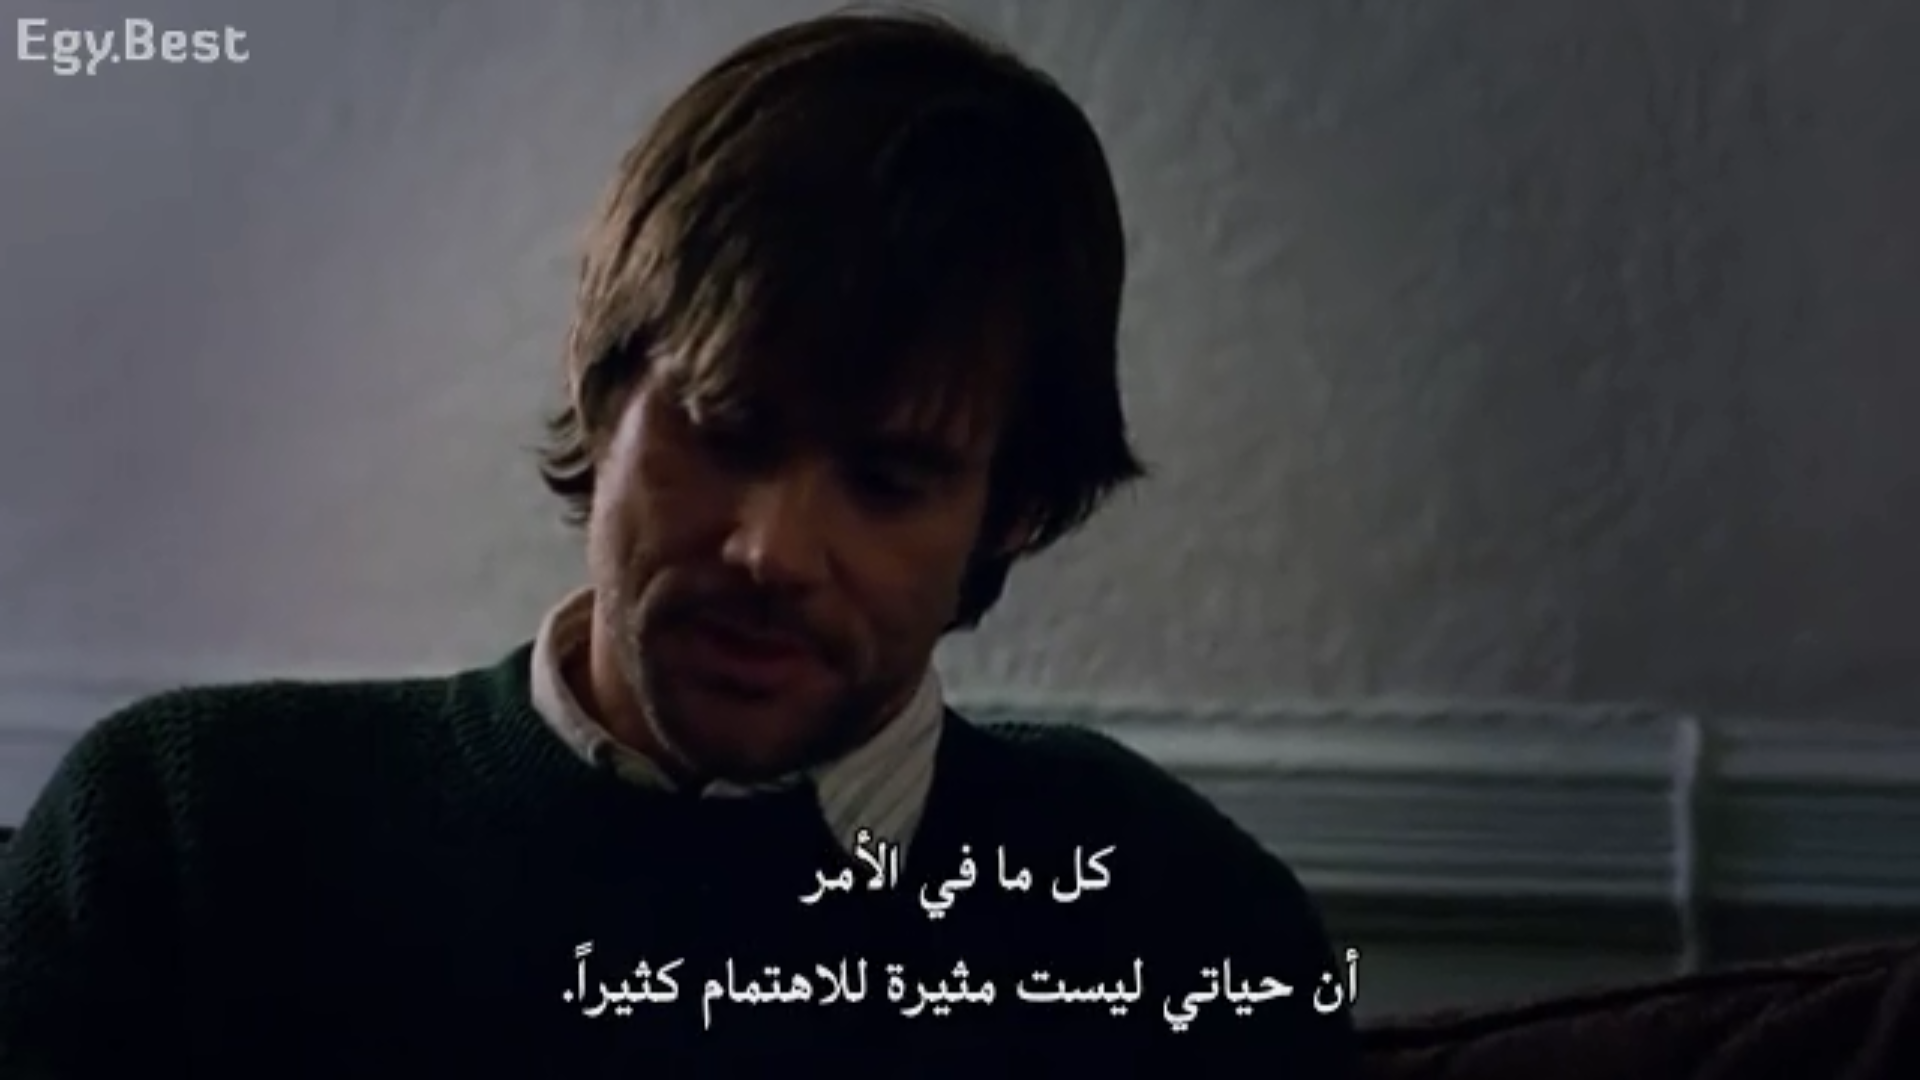 Egy.Best
كل ما في الأمر
أن حياتي ليست مثيرة للاهتمام كثيراً.